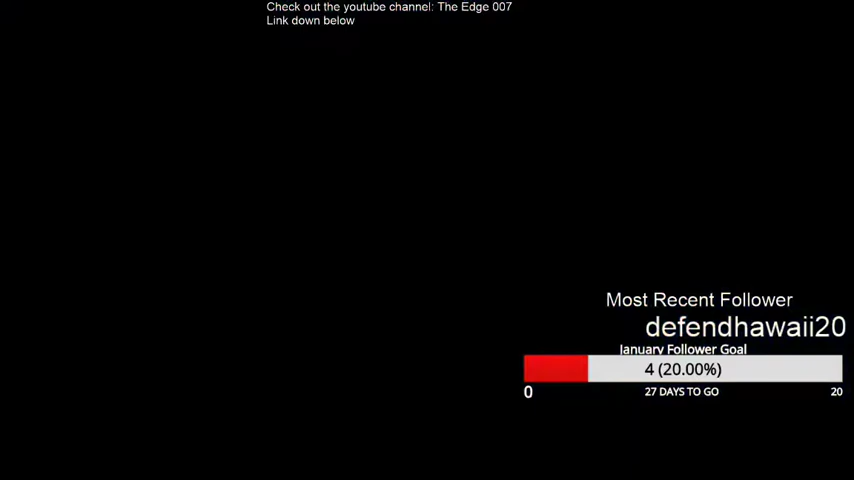 Check out the youtube channel: The Edge 007
Link down below
Most Recent Follower
defendhawaii20
January Follower Goal
4 (20.00%)
0 27 DAYS TO GO 20